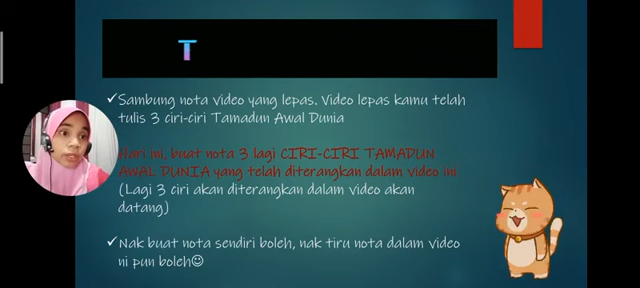 T
✓Sambung nota video yang lepas. Video lepas kamu telah
tulis 3 ciri-ciri Tamadun Awal Dunia
Hari ini, buat nota 3 lagi CIRI-CIRI TAMADUN
AWAL DUNIA yang telah diterangkan dalam video ini
(Lagi 3 ciri akan diterangkan dalam video akan
datang)
✓Nak buat nota sendiri boleh, nak tiru nota dalam video
ni pun boleh☺